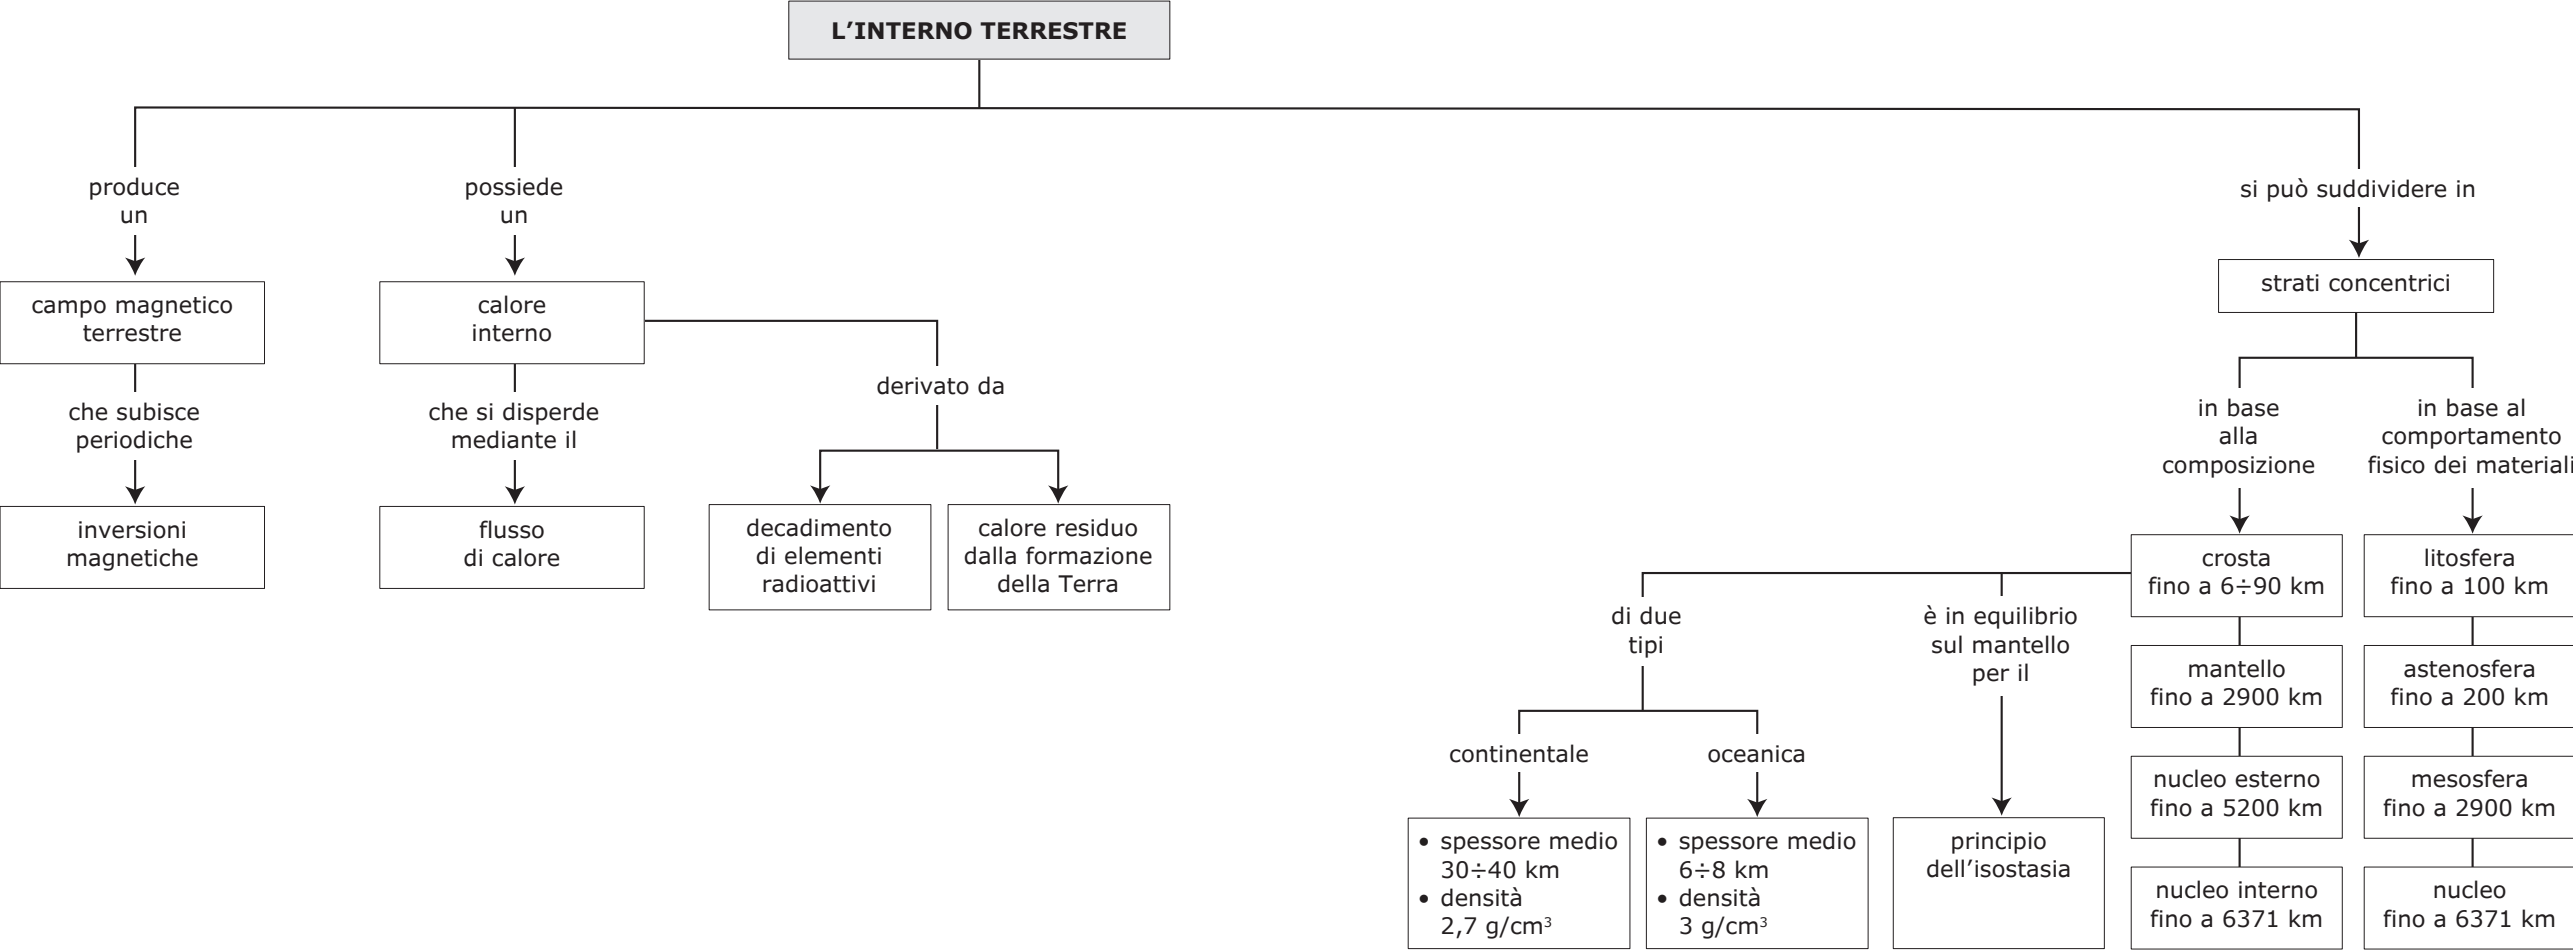 L’INTERNO TERRESTRE
produce
un
campo magnetico
terrestre
che subisce
periodiche
inversioni
magnetiche
possiede
un
calore
interno
che si disperde
mediante il
flusso
di calore
derivato da
decadimento
di elementi
radioattivi
calore residuo
dalla formazione
della Terra
si può suddividere in
strati concentrici
in base
alla
composizione
crosta
fino a 6÷90 km
di due
tipi
continentale
• spessore medio
30÷40 km
• densità
2,7 g/cm³
oceanica
• spessore medio
6÷8 km
• densità
3 g/cm³
è in equilibrio
sul mantello
per il
principio
dell’isostasia
mantello
fino a 2900 km
nucleo esterno
fino a 5200 km
nucleo interno
fino a 6371 km
in base al
comportamento
fisico dei materiali
litosfera
fino a 100 km
astenosfera
fino a 200 km
mesosfera
fino a 2900 km
nucleo
fino a 6371 km